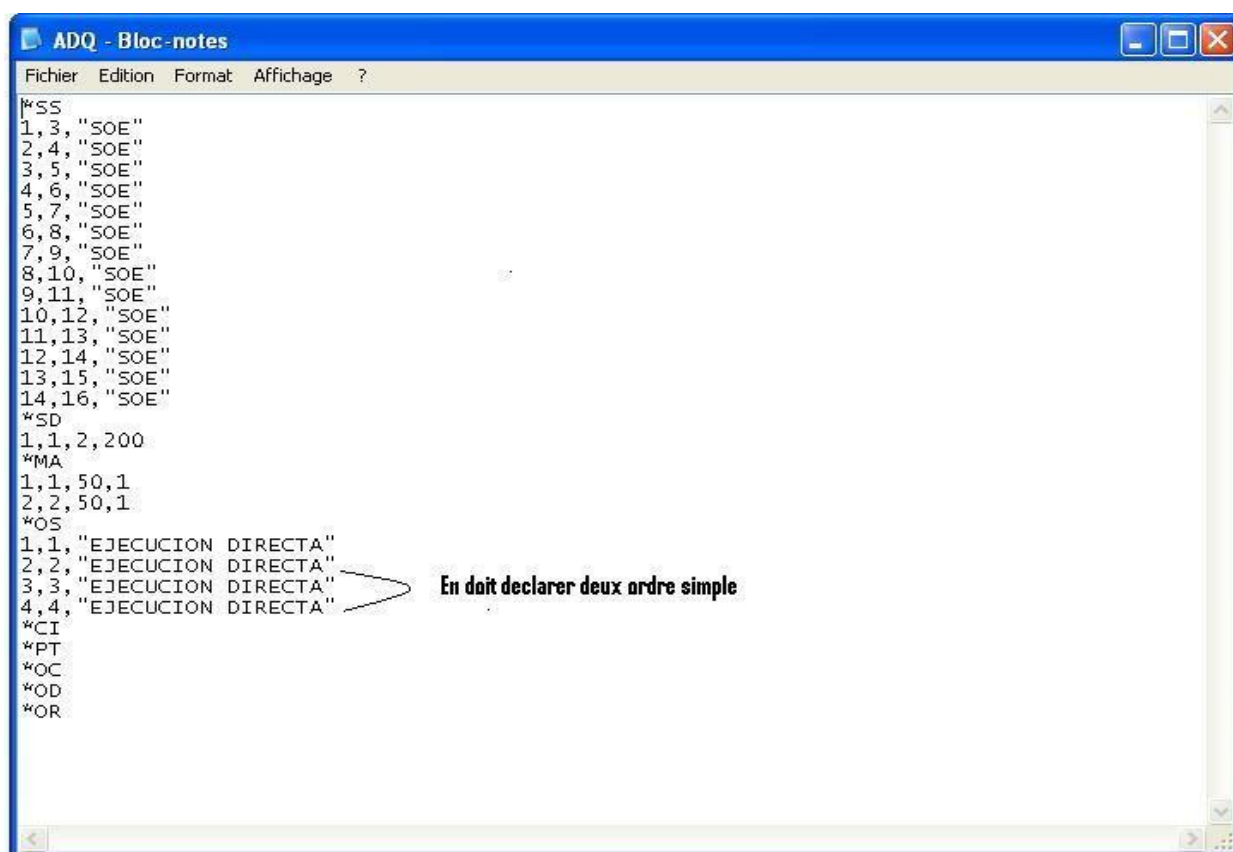 ADQ - Bloc-notes
Fichier Edition Format Affichage ?
*SS
1,3,"SOE"
2,4,"SOE"
3,5,"SOE"
4,6,"SOE"
5,7,"SOE"
6,8,"SOE"
7,9,"SOE"
8,10,"SOE"
9,11,"SOE"
10,12,"SOE"
11,13,"SOE"
12,14,"SOE"
13,15,"SOE"
14,16,"SOE"
*SD
1,1,2,200
*MA
1,1,50,1
2,2,50,1
*OS
1,1,"EJECUCION DIRECTA"
2,2,"EJECUCION DIRECTA"
3,3,"EJECUCION DIRECTA" En doit declarer deux ordre simple
4,4,"EJECUCION DIRECTA"
*CI
*PT
*OC
*OD
*OR